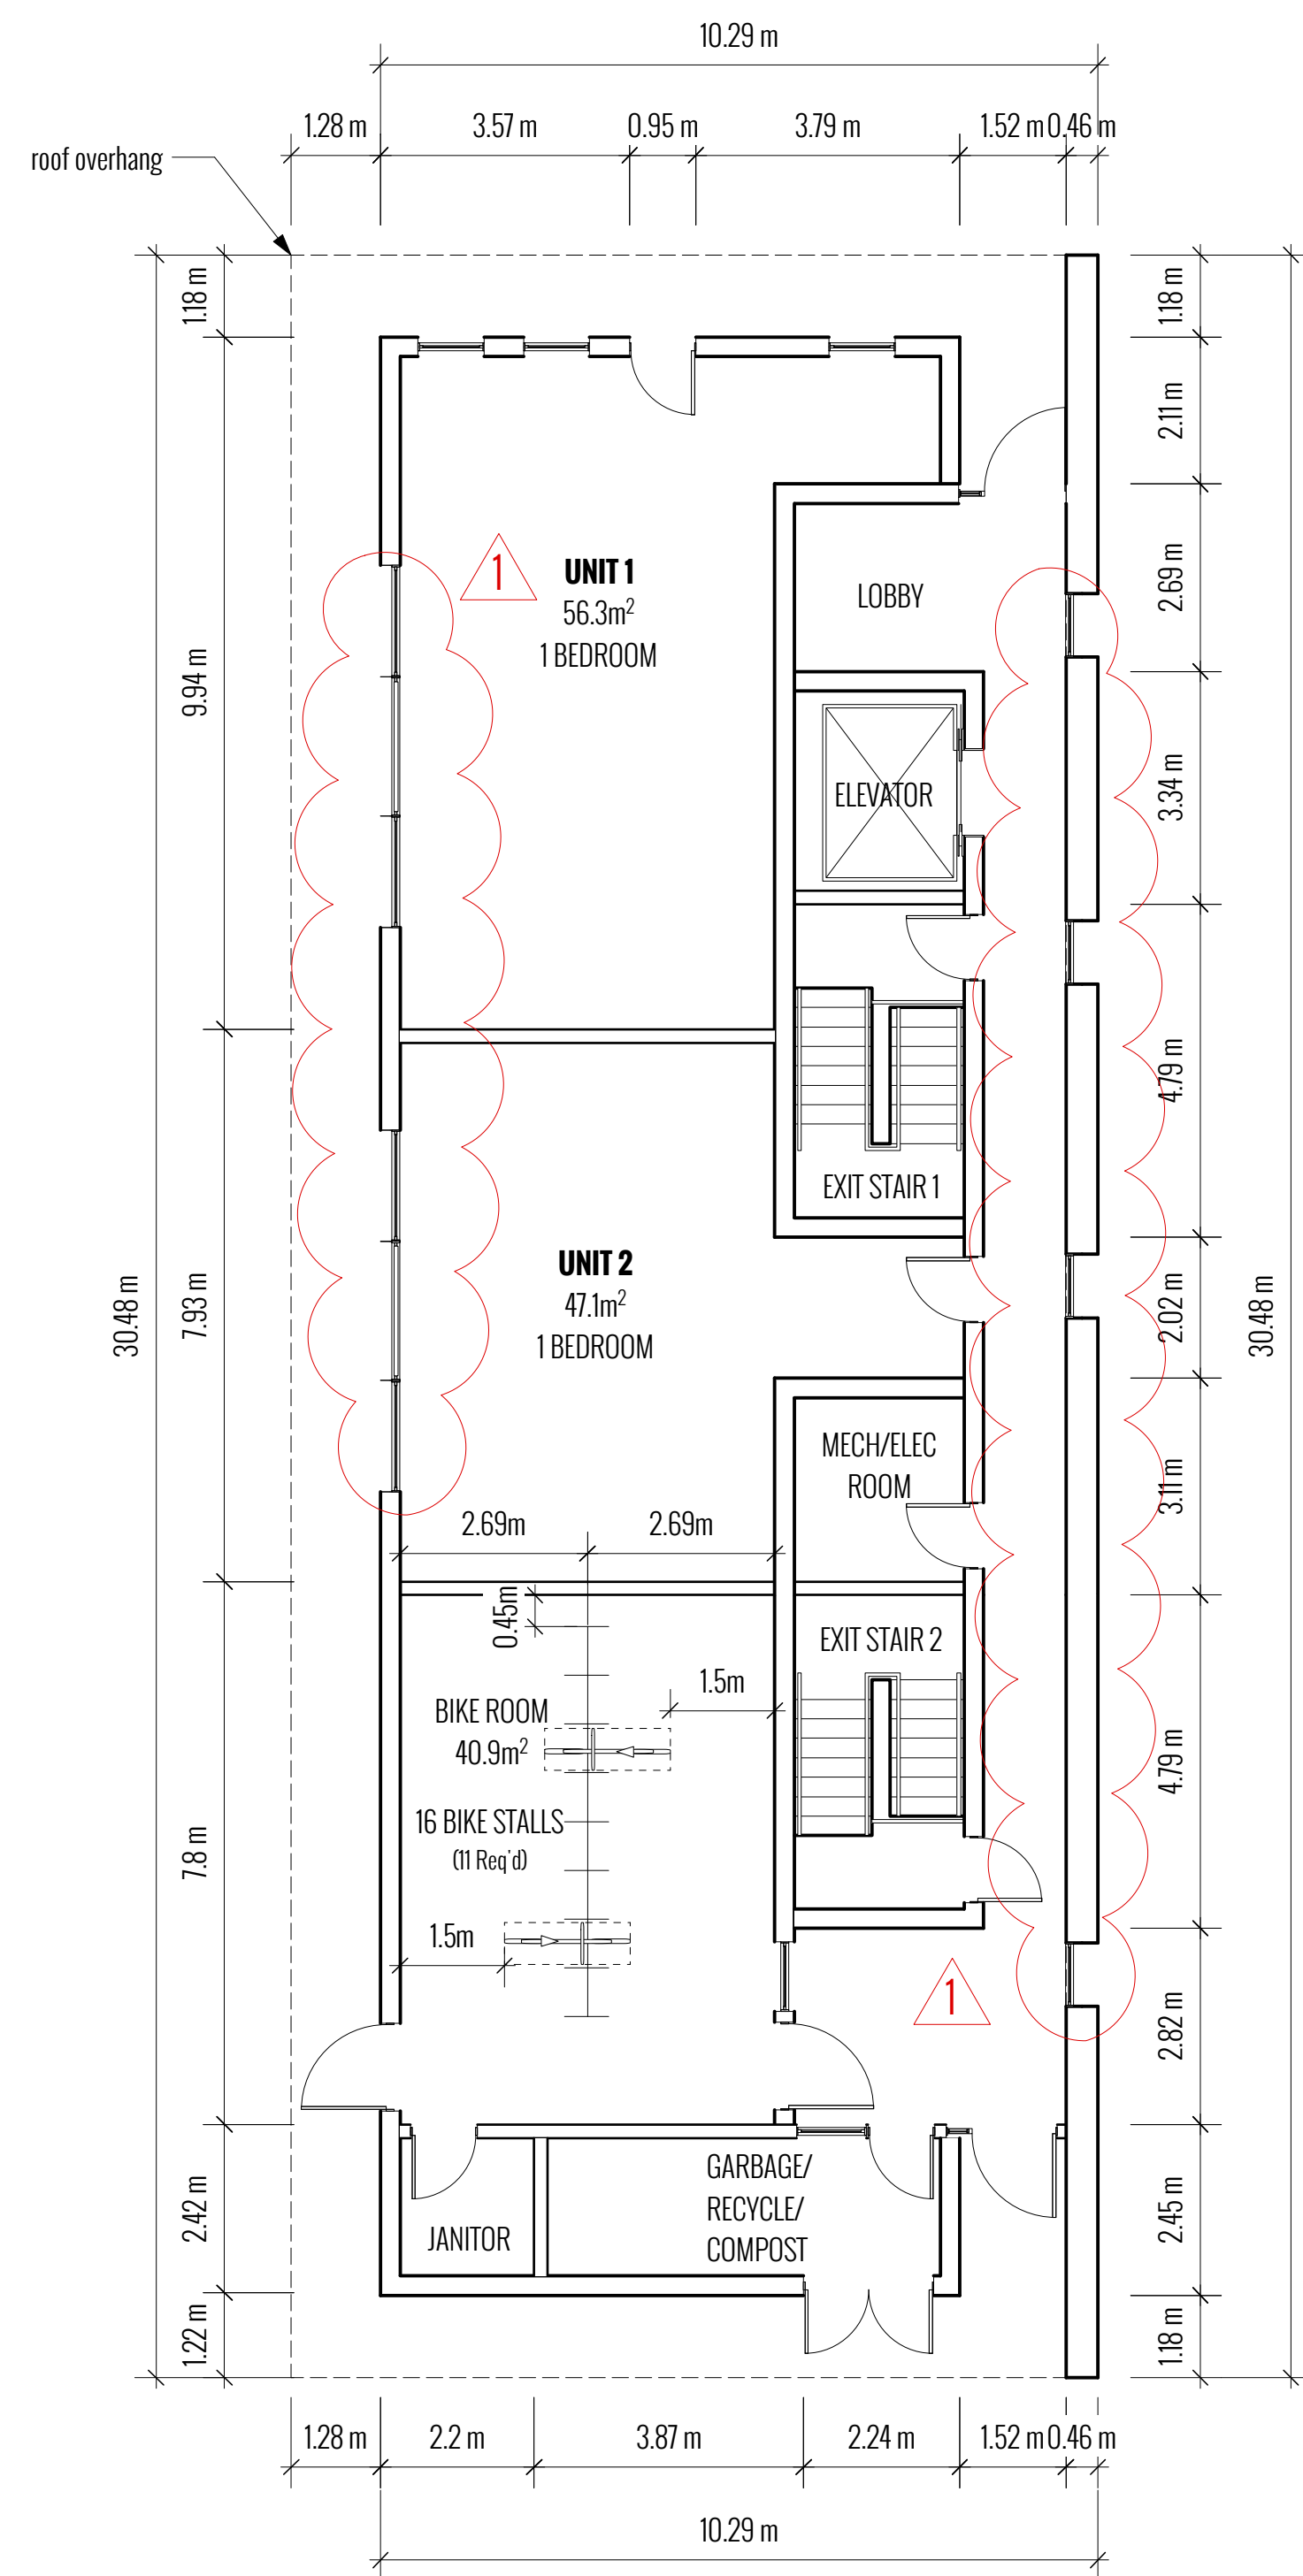 10.29 m
1.28 m 3.57 m 0.95 m 3.79 m 1.52 m 0.46 m
roof overhang
1.18 m
1.18 m
2.11 m
1
UNIT 1
56.3m²
1 BEDROOM
LOBBY
2.69 m
9.94 m
ELEVATOR
3.34 m
4.79 m
EXIT STAIR 1
UNIT 2
47.1m²
1 BEDROOM
30.48 m
7.93 m
2.02 m
30.48 m
MECH/ELEC
ROOM
3.11 m
2.69m 2.69m
0.45m
EXIT STAIR 2
1.5m
BIKE ROOM
40.9m²
16 BIKE STALLS
(11 Req'd)
4.79 m
7.8 m
1.5m
1
2.82 m
GARBAGE/
RECYCLE/
COMPOST
JANITOR
2.42 m
2.45 m
1.22 m
1.18 m
1.28 m 2.2 m 3.87 m 2.24 m 1.52 m 0.46 m
10.29 m